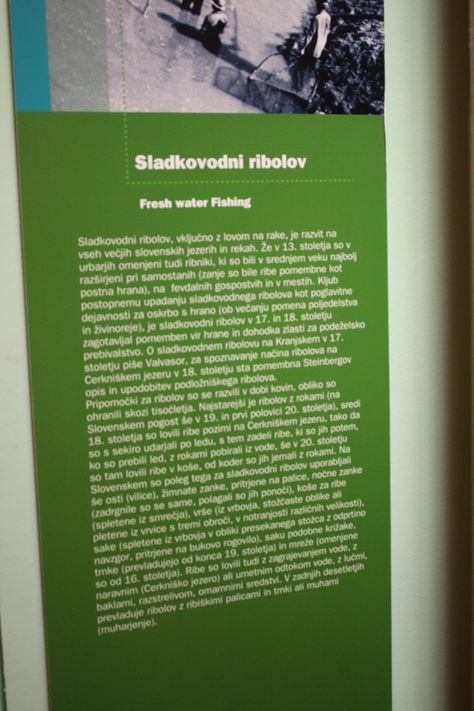 Sladkovodni ribolov
Fresh water Fishing
Sladkovodni ribolov, vključno z lovom na rake, je razvit na
vseh večjih slovenskih jezerih in rekah. Že v 13. stoletja so v
urbarjih omenjeni tudi ribniki, ki so bili v srednjem veku najbolj
razširjeni pri samostanih (zanje so bile ribe pomembne kot
postna hrana), na fevdalnih gospostvih in v mestih. Kljub
postopnemu upadanju sladkovodnega ribolova kot poglavitne
dejavnosti za oskrbo s hrano (ob večanju pomena poljedelstva
in živinoreje), je sladkovodni ribolov v 17. in 18. stoletju
zagotavljal pomemben vir hrane in dohodka zlasti za podeželsko
prebivalstvo. O sladkovodnem ribolovu na Kranjskem v 17.
stoletju piše Valvasor, za spoznavanje načina ribolova na
Cerkniškem jezeru v 18. stoletju sta pomembna Steinbergov
opis in upodobitev podložniškega ribolova.
Pripomočki za ribolov so se razvili v dobi kovin, obliko so
ohranili skozi tisočletja. Najstarejši je ribolov z rokami (na
Slovenskem pogost še v 19. in prvi polovici 20. stoletja), sredi
18. stoletja so lovili ribe pozimi na Cerkniškem jezeru, tako da
so s sekiro udarjali po ledu, s tem zadeli ribe, ki so jih potem,
ko so prebili led, z rokami pobirali iz vode, še v 20. stoletju
so tam lovili ribe v koše, od koder so jih jemali z rokami. Na
Slovenskem so poleg tega za sladkovodni ribolov uporabljali
še osti (vilice), žimnate zanke, pritrjene na palice, nočne zanke
(zadrgnile so se same, polagali so jih ponoči), koše za ribe
(spletene iz smrečja), vrše (iz vrbovja, stožčaste oblike ali
pletene iz vrvice s tremi obroči, v notranjosti različnih velikosti),
sake (spletene iz vrbovja v obliki presekanega stožca z odprtino
navzgor, pritrjene na bukovo rogovilo), saku podobne križake,
trnke (prevladujejo od konca 19. stoletja) in mreže (omenjene
so od 16. stoletja). Ribe so lovili tudi z zagrajevanjem vode, z
naravnim (Cerkniško jezero) ali umetnim odtokom vode, z lučmi,
baklami, razstrelivom, omamnimi sredstvi. V zadnjih desetletjih
prevladuje ribolov z ribiškimi palicami in trnki ali muhami
(muharjenje).